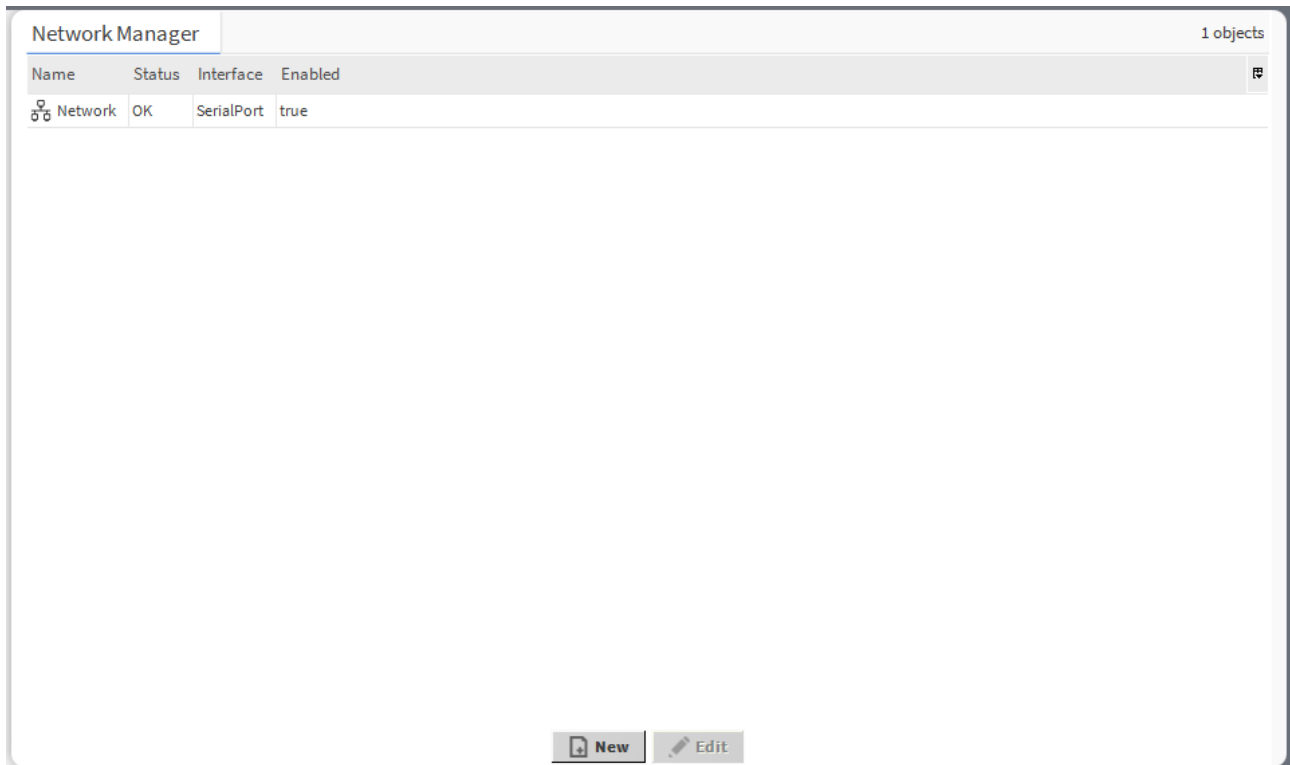 Network Manager 1 objects
Name Status Interface Enabled
Network OK SerialPort true
New Edit